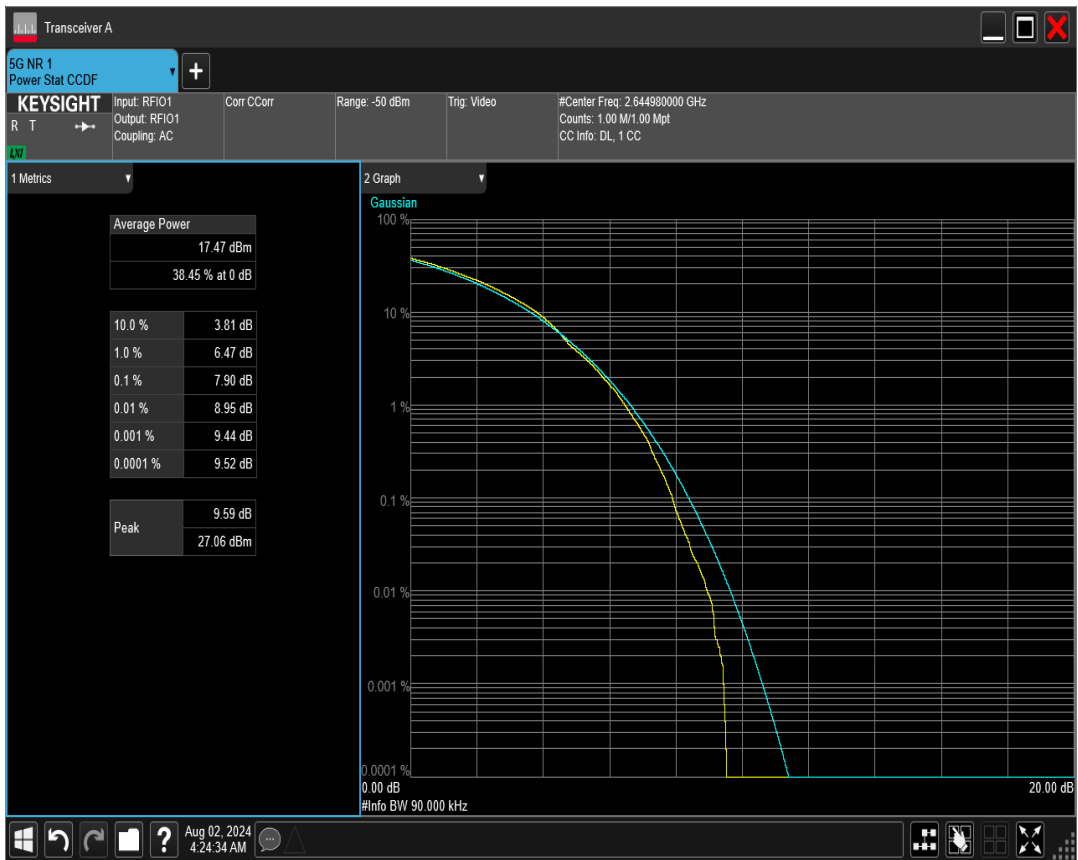 Transceiver A
5G NR 1
Power Stat CCDF
KEYSIGHT
R T
LXI
Input: RFIO1
Output: RFIO1
Coupling: AC
Corr CCorr
Range: -50 dBm
Trig: Video
#Center Freq: 2.644980000 GHz
Counts: 1.00 M/1.00 Mpt
CC Info: DL, 1 CC
1 Metrics
Average Power
17.47 dBm
38.45 % at 0 dB
10.0 % 3.81 dB
1.0 % 6.47 dB
0.1 % 7.90 dB
0.01 % 8.95 dB
0.001 % 9.44 dB
0.0001 % 9.52 dB
Peak
9.59 dB
27.06 dBm
2 Graph
Gaussian
100 %
10 %
1 %
0.1 %
0.01 %
0.001 %
0.0001 %
0.00 dB 20.00 dB
#Info BW 90.000 kHz
?
Aug 02, 2024
4:24:34 AM